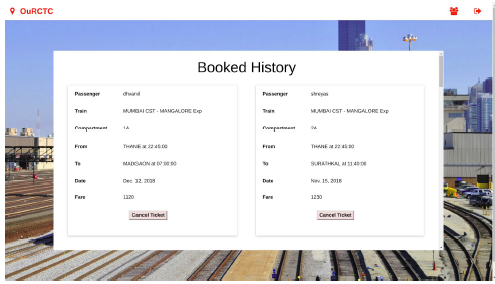 OuRCTC
Booked History
Passenger dhvanil
Train MUMBAI CST - MANGALORE Exp
Compartment 1A
From THANE at 22:45:00
To MADGAON at 07:00:00
Date Dec. 12, 2018
Fare 1120
Cancel Ticket
Passenger shreyas
Train MUMBAI CST - MANGALORE Exp
Compartment 2A
From THANE at 22:45:00
To SURATHKAL at 11:40:00
Date Nov. 15, 2018
Fare 1230
Cancel Ticket